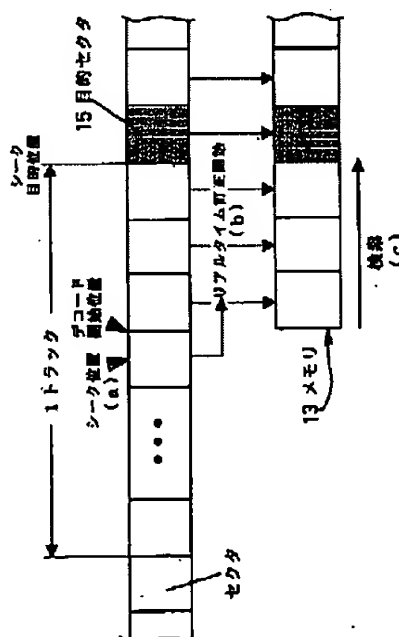 シーク
目的位置
15 目的セクタ
1トラック
デコード
開始位置
シーク位置
(a)
リアルタイム訂正開始
(b)
セクタ
13 メモリ
検索
(c)